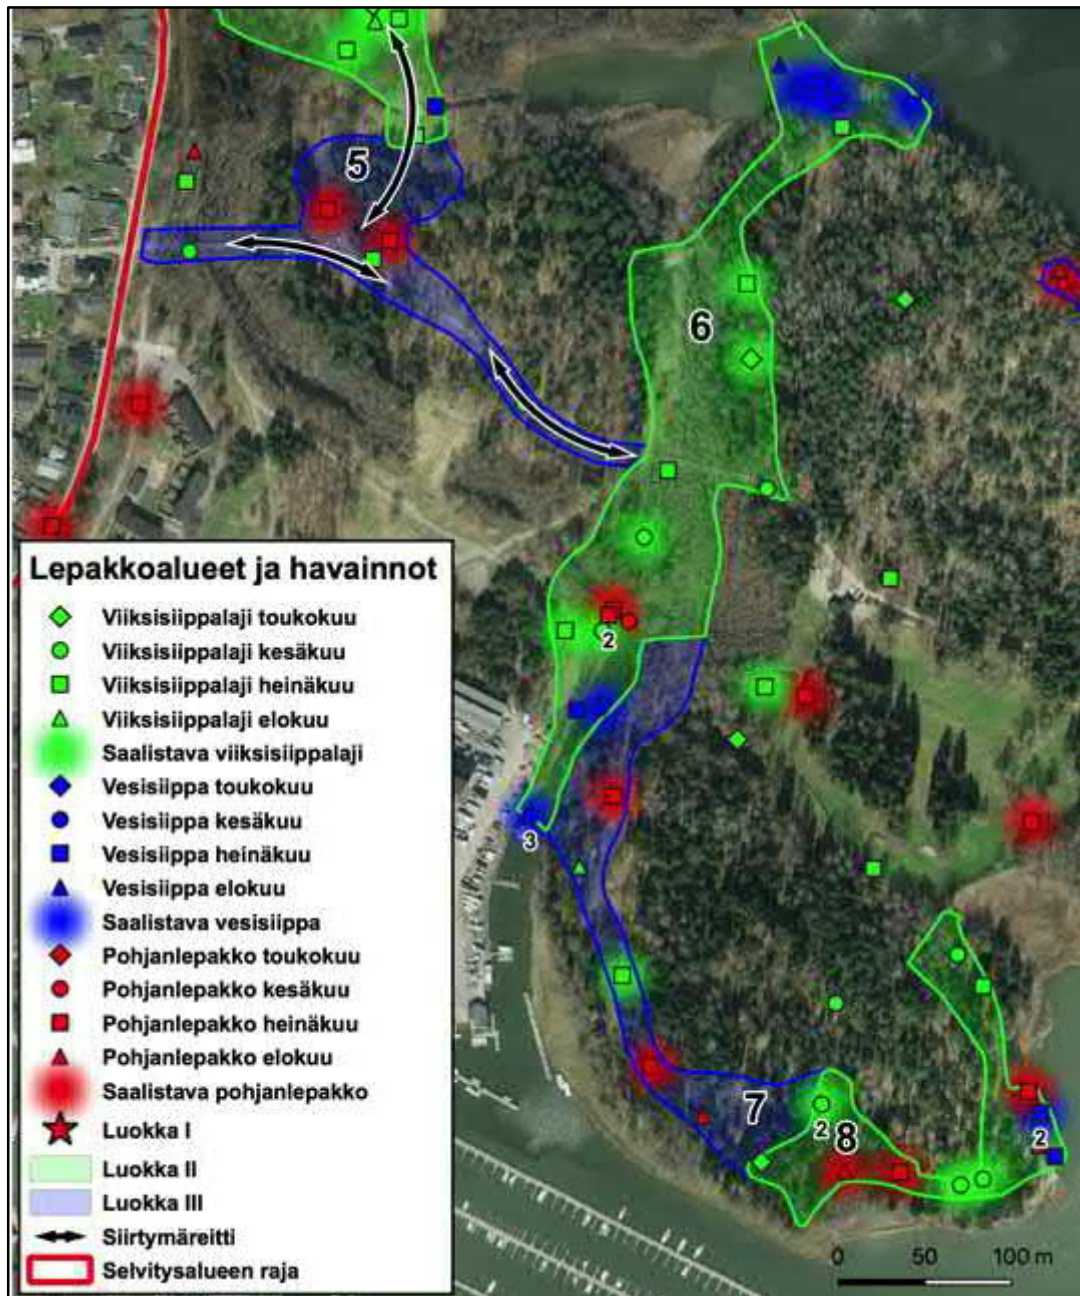 5
6
2
3
7
2
8
2
Lepakkoalueet ja havainnot
Viiksisiippalaji toukokuu
Viiksisiippalaji kesäkuu
Viiksisiippalaji heinäkuu
Viiksisiippalaji elokuu
Saalistava viiksisiippalaji
Vesisiippa toukokuu
Vesisiippa kesäkuu
Vesisiippa heinäkuu
Vesisiippa elokuu
Saalistava vesisiippa
Pohjanlepakko toukokuu
Pohjanlepakko kesäkuu
Pohjanlepakko heinäkuu
Pohjanlepakko elokuu
Saalistava pohjanlepakko
Luokka I
Luokka II
Luokka III
Siirtymäreitti
Selvitysalueen raja
0 50 100 m